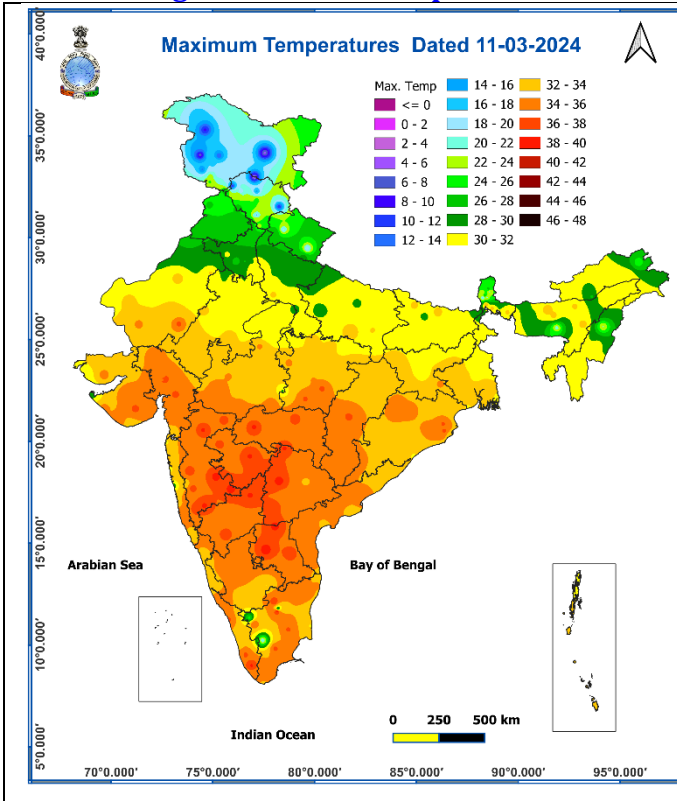 Maximum Temperatures Dated 11-03-2024
Max. Temp
<= 0
0 - 2
2 - 4
4 - 6
6 - 8
8 - 10
10 - 12
12 - 14
14 - 16
16 - 18
18 - 20
20 - 22
22 - 24
24 - 26
26 - 28
28 - 30
30 - 32
32 - 34
34 - 36
36 - 38
38 - 40
40 - 42
42 - 44
44 - 46
46 - 48
40°0.000'
35°0.000'
30°0.000'
25°0.000'
20°0.000'
15°0.000'
10°0.000'
5°0.000'
Arabian Sea
Bay of Bengal
Indian Ocean
0 250 500 km
70°0.000' 75°0.000' 80°0.000' 85°0.000' 90°0.000' 95°0.000'